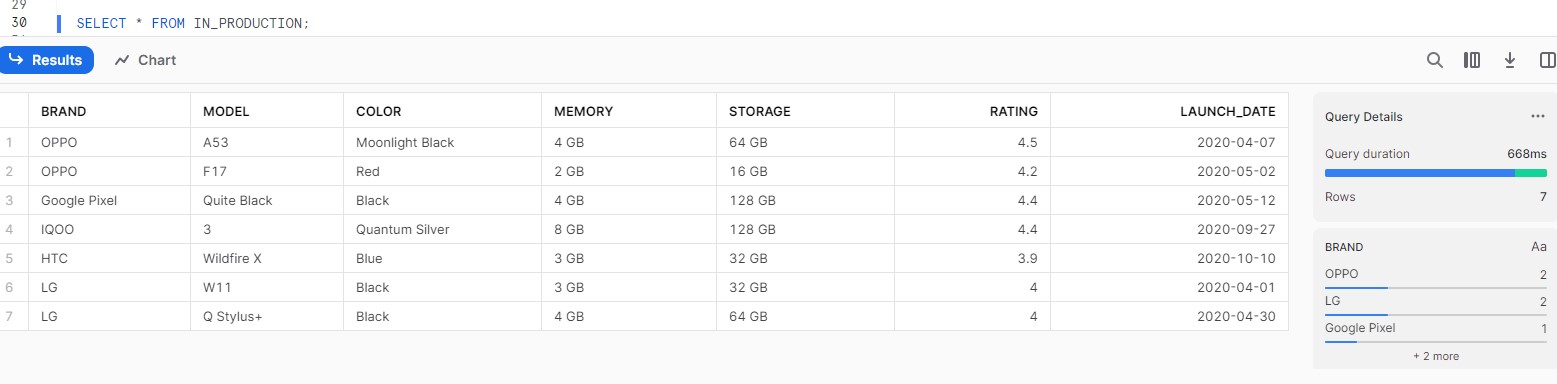 29
30 SELECT * FROM IN_PRODUCTION;
Results Chart
BRAND MODEL COLOR MEMORY STORAGE RATING LAUNCH_DATE
1 OPPO A53 Moonlight Black 4 GB 64 GB 4.5 2020-04-07
2 OPPO F17 Red 2 GB 16 GB 4.2 2020-05-02
3 Google Pixel Quite Black Black 4 GB 128 GB 4.4 2020-05-12
4 IQOO 3 Quantum Silver 8 GB 128 GB 4.4 2020-09-27
5 HTC Wildfire X Blue 3 GB 32 GB 3.9 2020-10-10
6 LG W11 Black 3 GB 32 GB 4 2020-04-01
7 LG Q Stylus+ Black 4 GB 64 GB 4 2020-04-30
Query Details ...
Query duration 668ms
Rows 7
BRAND Aa
OPPO 2
LG 2
Google Pixel 1
+ 2 more